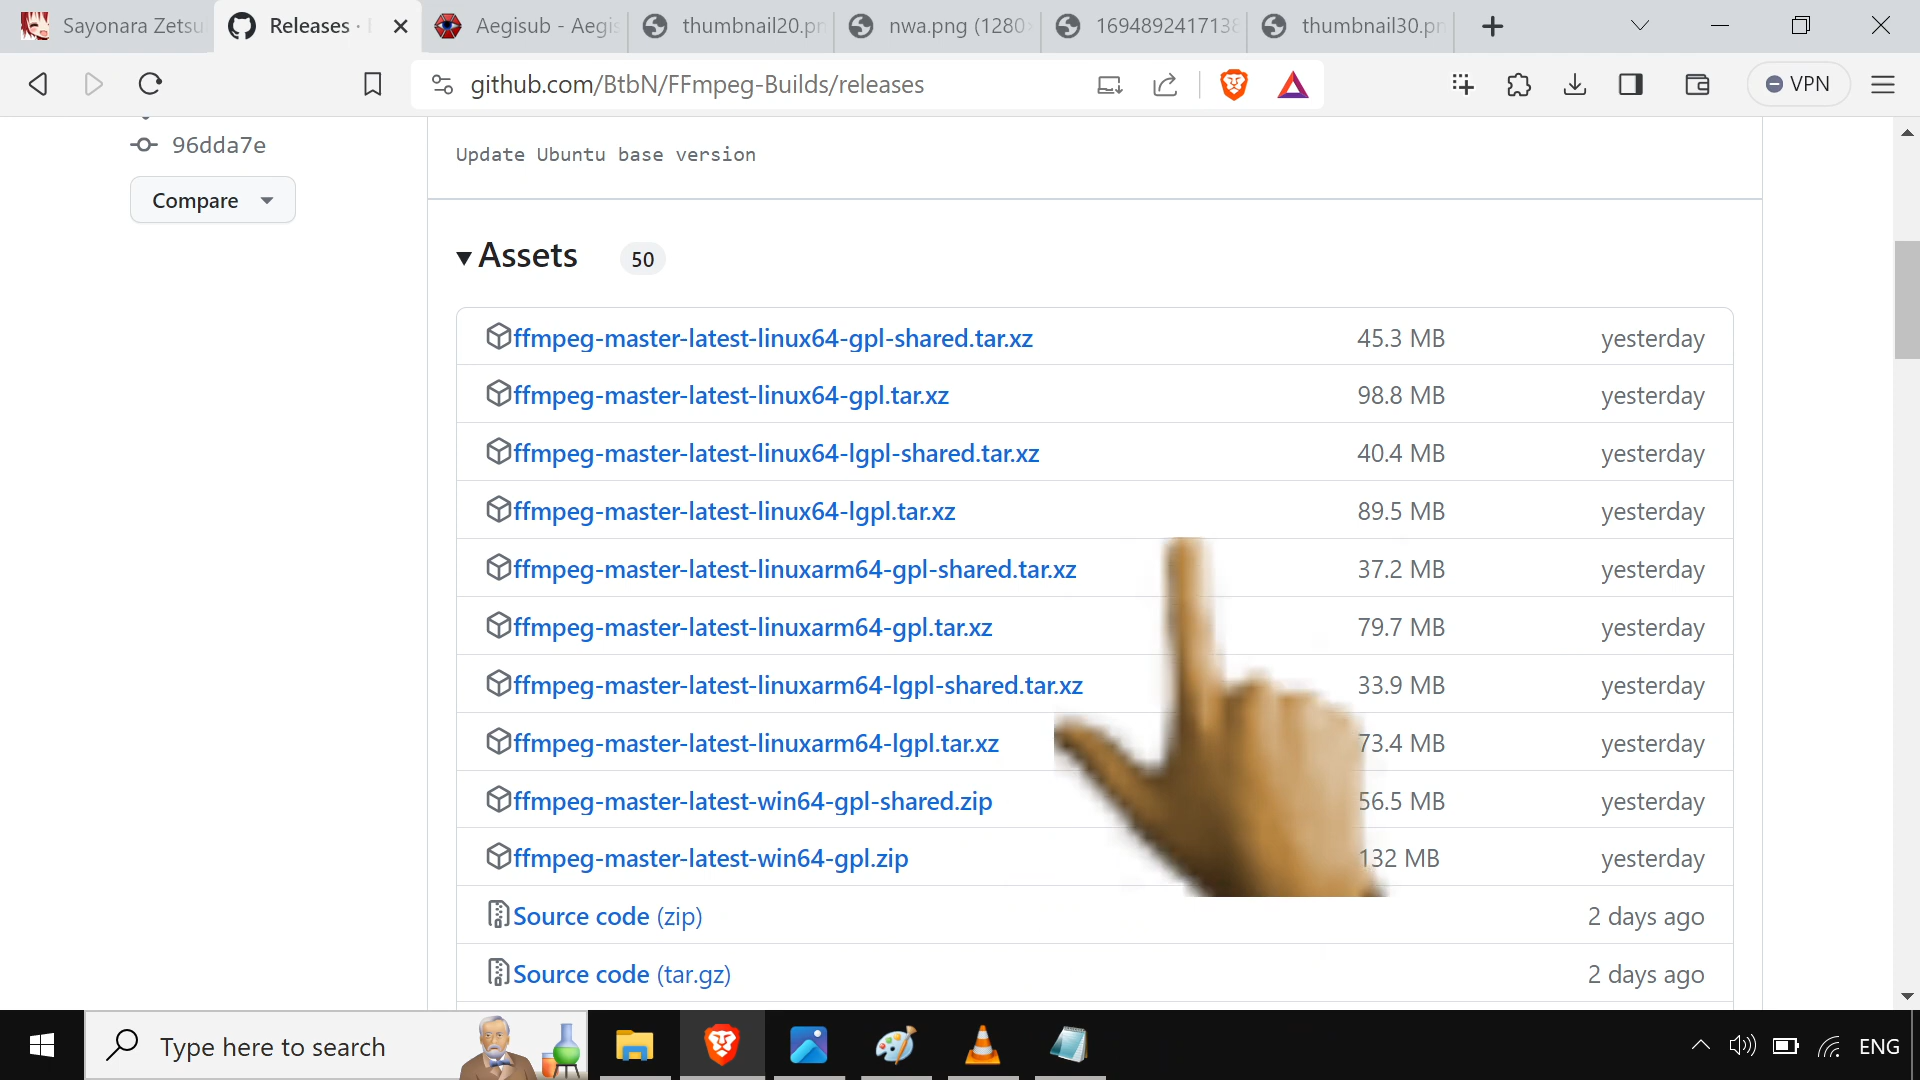 Sayonara Zetsu
Releases ·
Aegisub - Aegis
thumbnail20.pn
nwa.png (1280
1694892417138
thumbnail30.pn
github.com/BtbN/FFmpeg-Builds/releases
VPN
96dda7e
Update Ubuntu base version
Compare
Assets 50
ffmpeg-master-latest-linux64-gpl-shared.tar.xz 45.3 MB yesterday
ffmpeg-master-latest-linux64-gpl.tar.xz 98.8 MB yesterday
ffmpeg-master-latest-linux64-lgpl-shared.tar.xz 40.4 MB yesterday
ffmpeg-master-latest-linux64-lgpl.tar.xz 89.5 MB yesterday
ffmpeg-master-latest-linuxarm64-gpl-shared.tar.xz 37.2 MB yesterday
ffmpeg-master-latest-linuxarm64-gpl.tar.xz 79.7 MB yesterday
ffmpeg-master-latest-linuxarm64-lgpl-shared.tar.xz 33.9 MB yesterday
ffmpeg-master-latest-linuxarm64-lgpl.tar.xz 73.4 MB yesterday
ffmpeg-master-latest-win64-gpl-shared.zip 56.5 MB yesterday
ffmpeg-master-latest-win64-gpl.zip 132 MB yesterday
Source code (zip) 2 days ago
Source code (tar.gz) 2 days ago
Type here to search
ENG